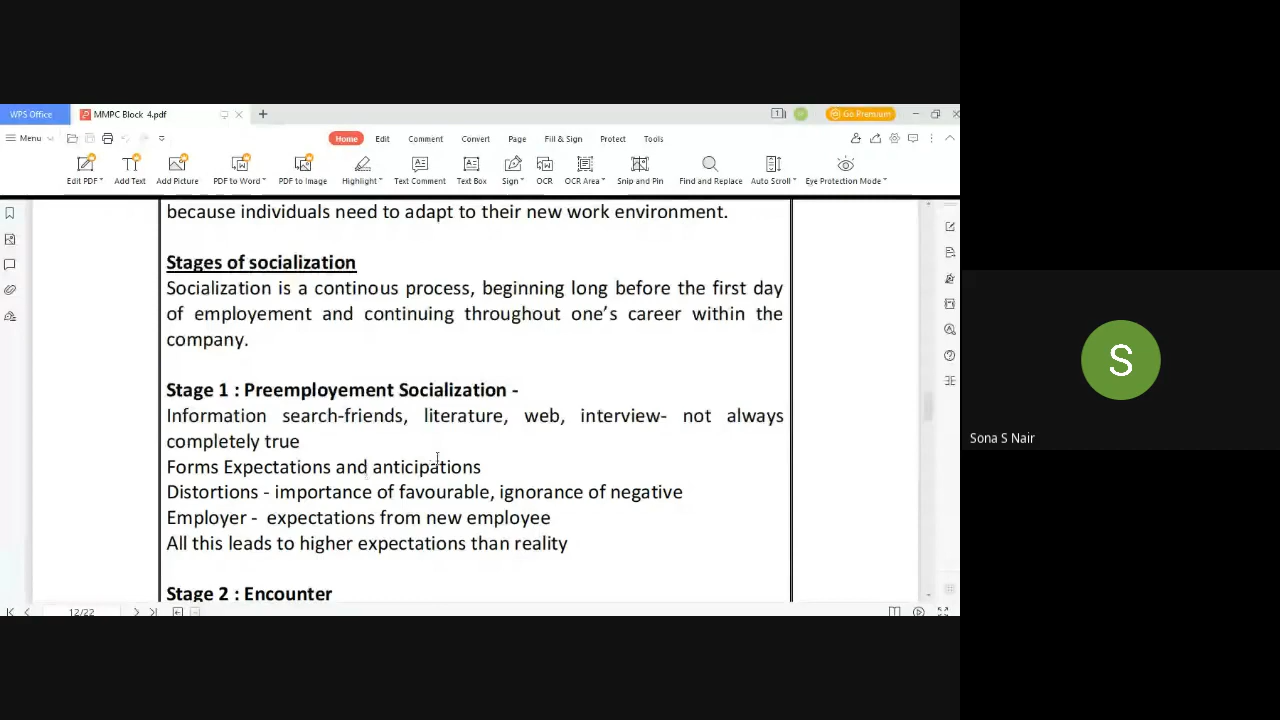 WPS Office
MMPC Block 4.pdf
Go Premium
Menu
Home Edit Comment Convert Page Fill & Sign Protect Tools
Edit PDF Add Text Add Picture PDF to Word PDF to Image Highlight Text Comment Text Box Sign OCR OCR Area Snip and Pin Find and Replace Auto Scroll Eye Protection Mode
because individuals need to adapt to their new work environment.
Stages of socialization
Socialization is a continous process, beginning long before the first day
of employement and continuing throughout one's career within the
company.
Stage 1 : Preemployement Socialization -
Information search-friends, literature, web, interview- not always
completely true
Forms Expectations and anticipations
Distortions - importance of favourable, ignorance of negative
Employer - expectations from new employee
All this leads to higher expectations than reality
Stage 2 : Encounter
12/22
S
Sona S Nair